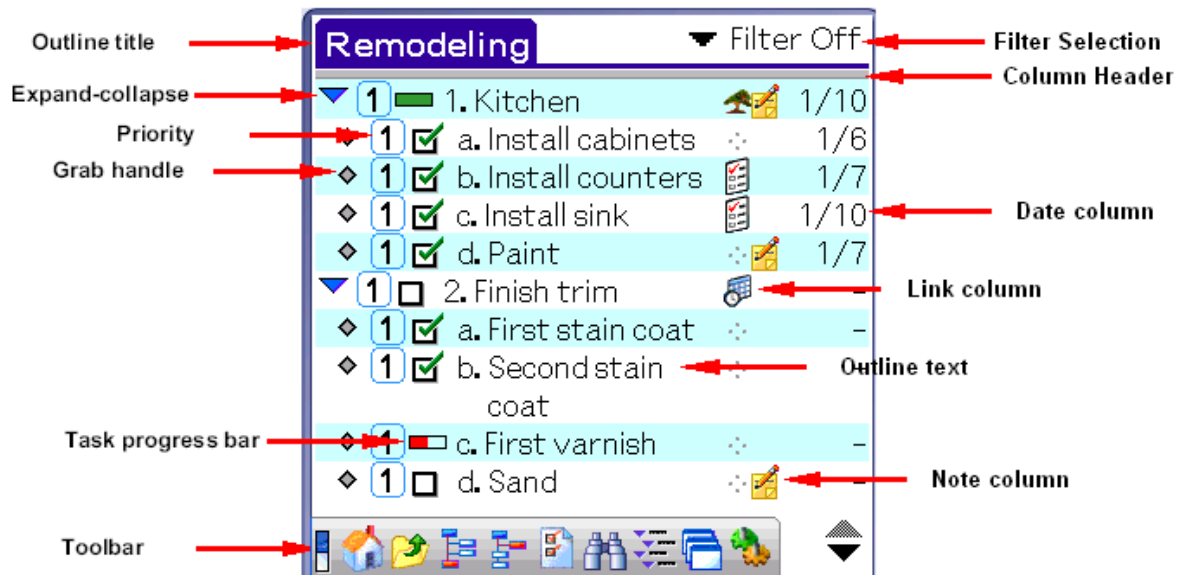 Outline title
Remodeling
Filter Off
Filter Selection
Column Header
Expand-collapse
1 1. Kitchen 1/10
Priority
1 a. Install cabinets 1/6
Grab handle
1 b. Install counters 1/7
1 c. Install sink 1/10
Date column
1 d. Paint 1/7
1 2. Finish trim -
Link column
1 a. First stain coat -
1 b. Second stain
coat
Outline text
Task progress bar
1 c. First varnish -
1 d. Sand -
Note column
Toolbar